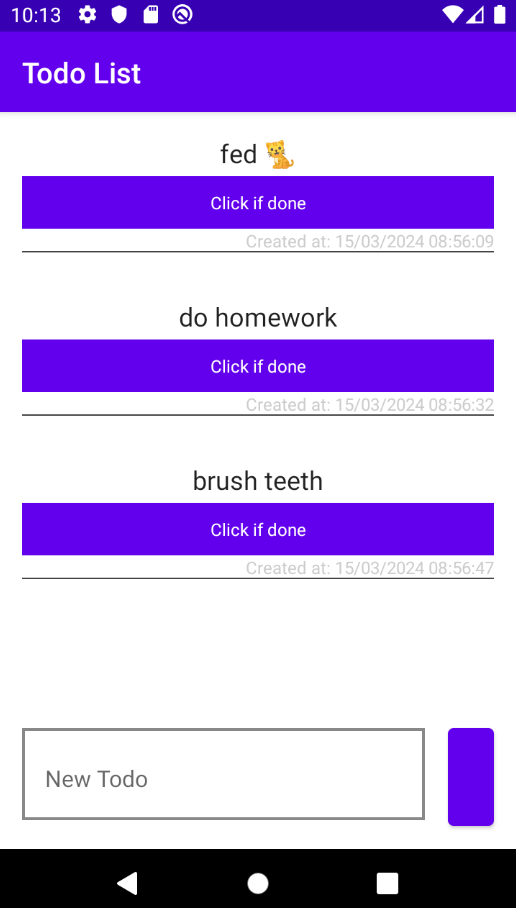 10:13
Todo List
fed 🐈
Click if done
Created at: 15/03/2024 08:56:09
do homework
Click if done
Created at: 15/03/2024 08:56:32
brush teeth
Click if done
Created at: 15/03/2024 08:56:47
New Todo